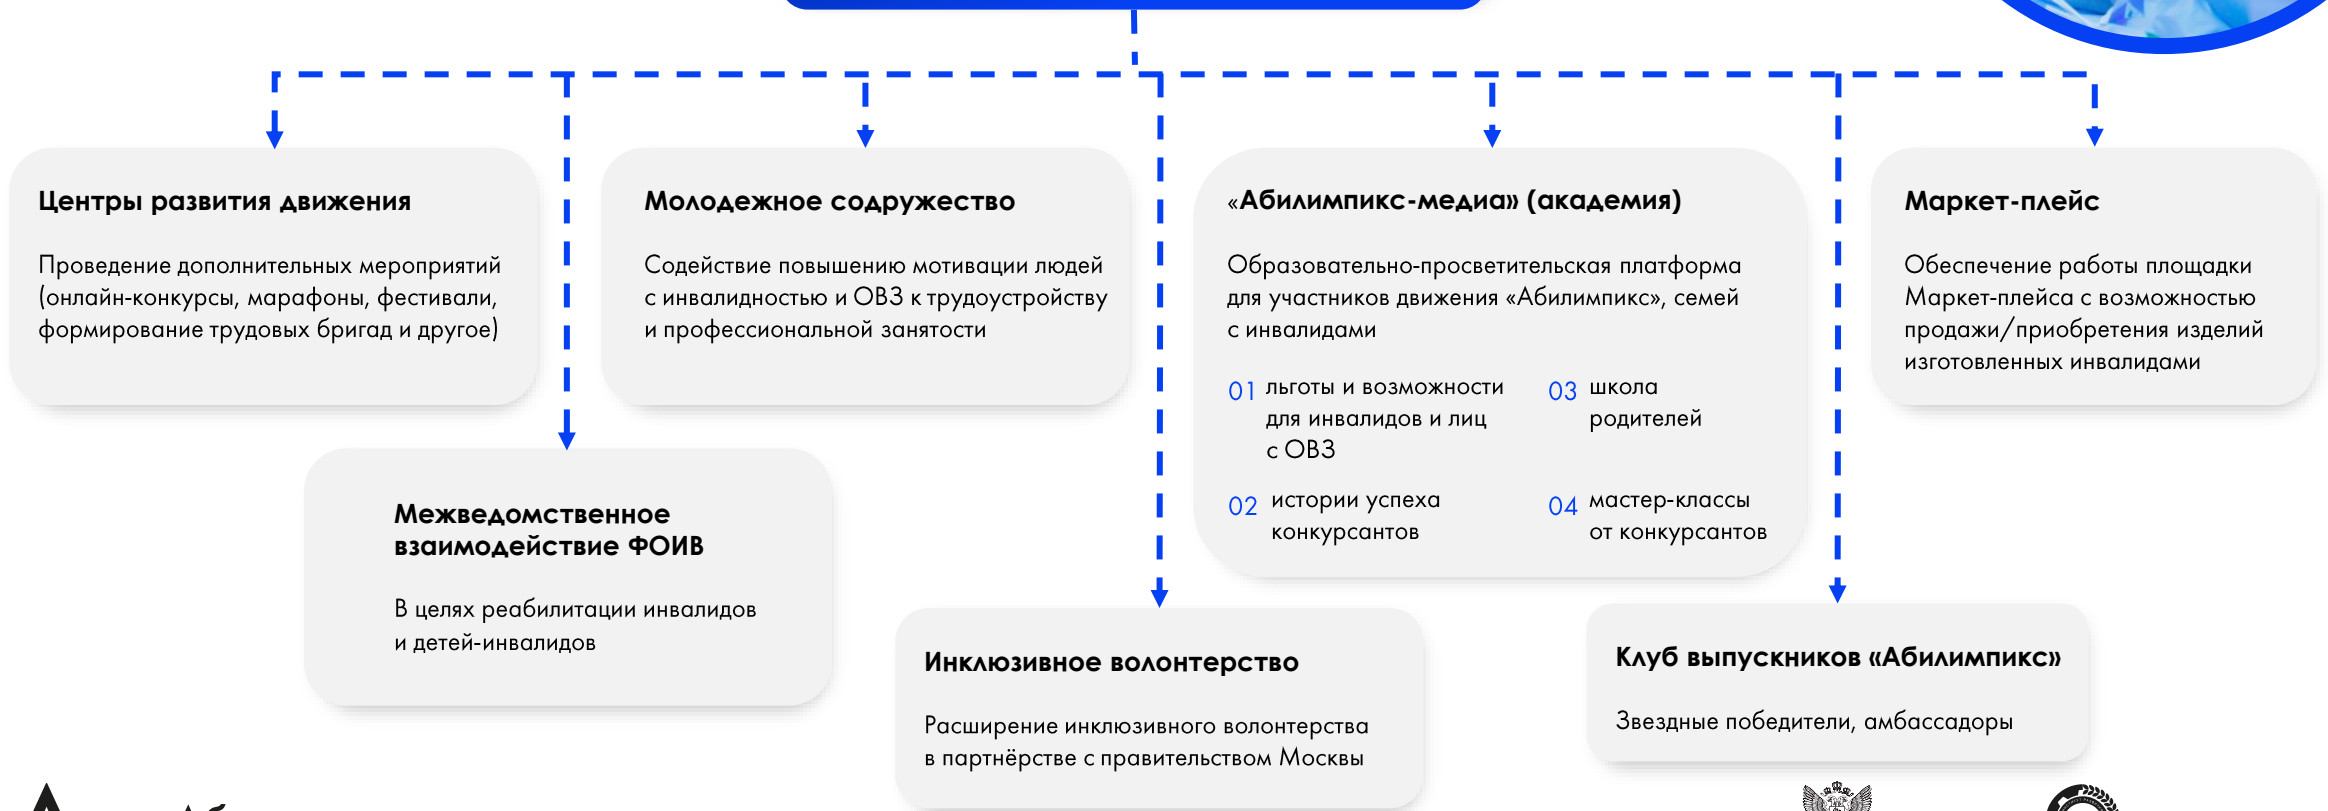 Центры развития движения
Проведение дополнительных мероприятий
(онлайн-конкурсы, марафоны, фестивали,
формирование трудовых бригад и другое)
Молодежное содружество
Содействие повышению мотивации людей
с инвалидностью и ОВЗ к трудоустройству
и профессиональной занятости
«Абилимпикс-медиа» (академия)
Образовательно-просветительская платформа
для участников движения «Абилимпикс», семей
с инвалидами
01 льготы и возможности
для инвалидов и лиц
с ОВЗ
02 истории успеха
конкурсантов
03 школа
родителей
04 мастер-классы
от конкурсантов
Маркет-плейс
Обеспечение работы площадки
Маркет-плейса с возможностью
продажи/приобретения изделий
изготовленных инвалидами
Межведомственное
взаимодействие ФОИВ
В целях реабилитации инвалидов
и детей-инвалидов
Инклюзивное волонтерство
Расширение инклюзивного волонтерства
в партнёрстве с правительством Москвы
Клуб выпускников «Абилимпикс»
Звездные победители, амбассадоры